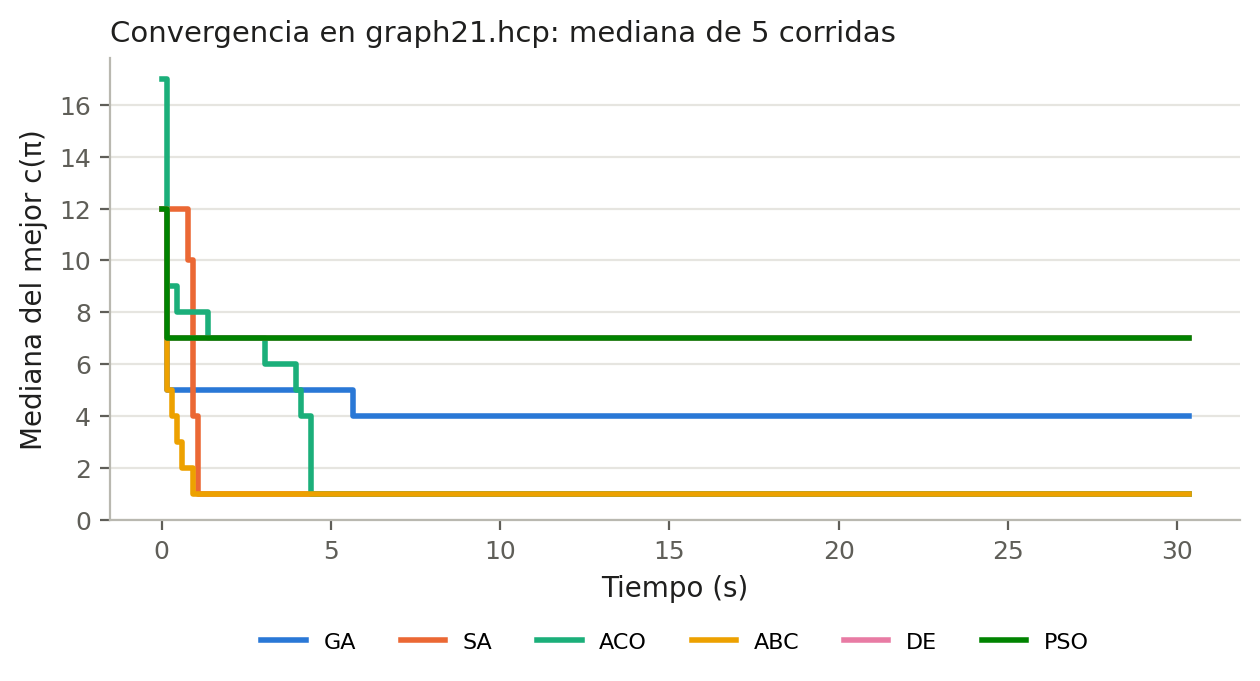 Convergencia en graph21.hcp: mediana de 5 corridas
Mediana del mejor c(π)
16
14
12
10
8
6
4
2
0
0 5 10 15 20 25 30
Tiempo (s)
GA SA ACO ABC DE PSO